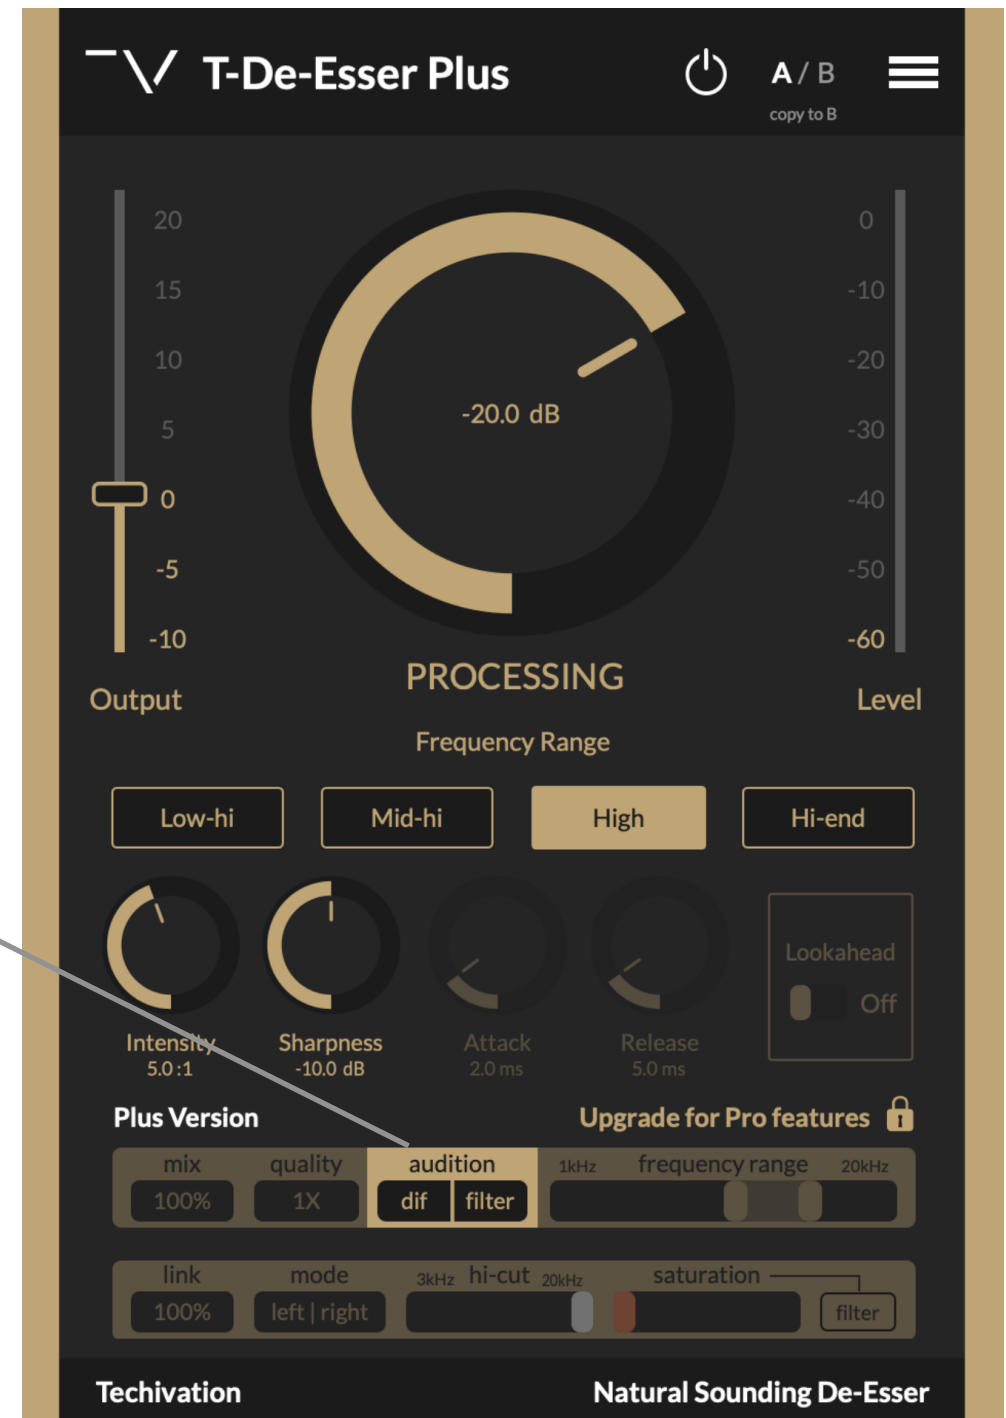 T-De-Esser Plus
A / B
copy to B
20
15
10
5
0
-5
-10
Output
-20.0 dB
PROCESSING
0
-10
-20
-30
-40
-50
-60
Level
Frequency Range
Low-hi Mid-hi High Hi-end
Intensity
5.0:1
Sharpness
-10.0 dB
Attack
2.0 ms
Release
5.0 ms
Lookahead
Off
Plus Version Upgrade for Pro features
mix quality audition 1kHz frequency range 20kHz
100% 1X dif filter
link mode 3kHz hi-cut 20kHz saturation
100% left | right filter
Techivation Natural Sounding De-Esser